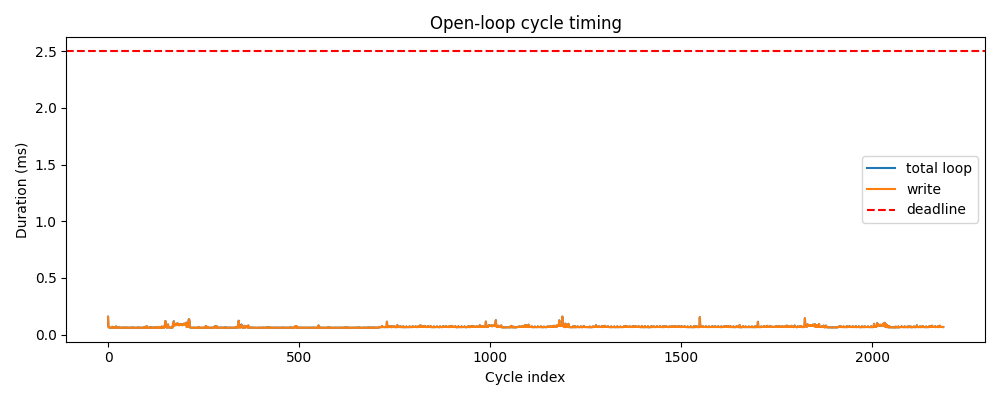 Open-loop cycle timing
Duration (ms)
2.5
2.0
1.5
1.0
0.5
0.0
total loop
write
deadline
0
500
1000
1500
2000
Cycle index